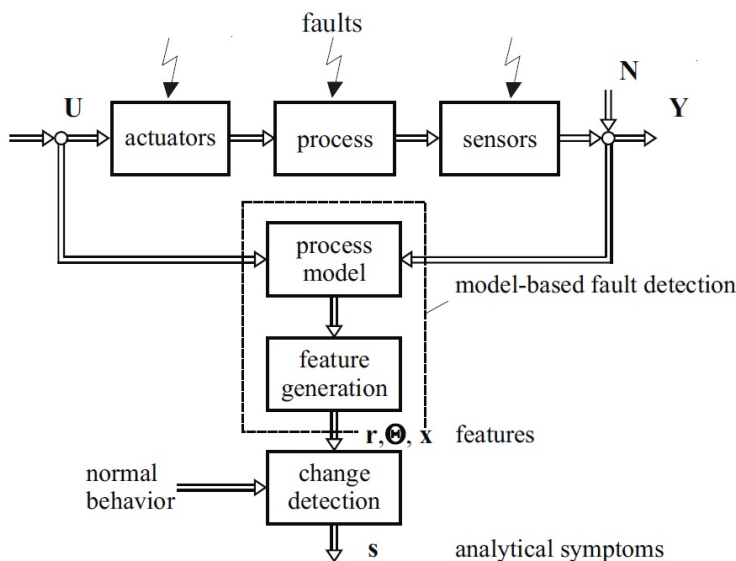 faults
N
U
Y
actuators
process
sensors
process
model
model-based fault detection
feature
generation
r,Θ, x features
normal
behavior
change
detection
s analytical symptoms